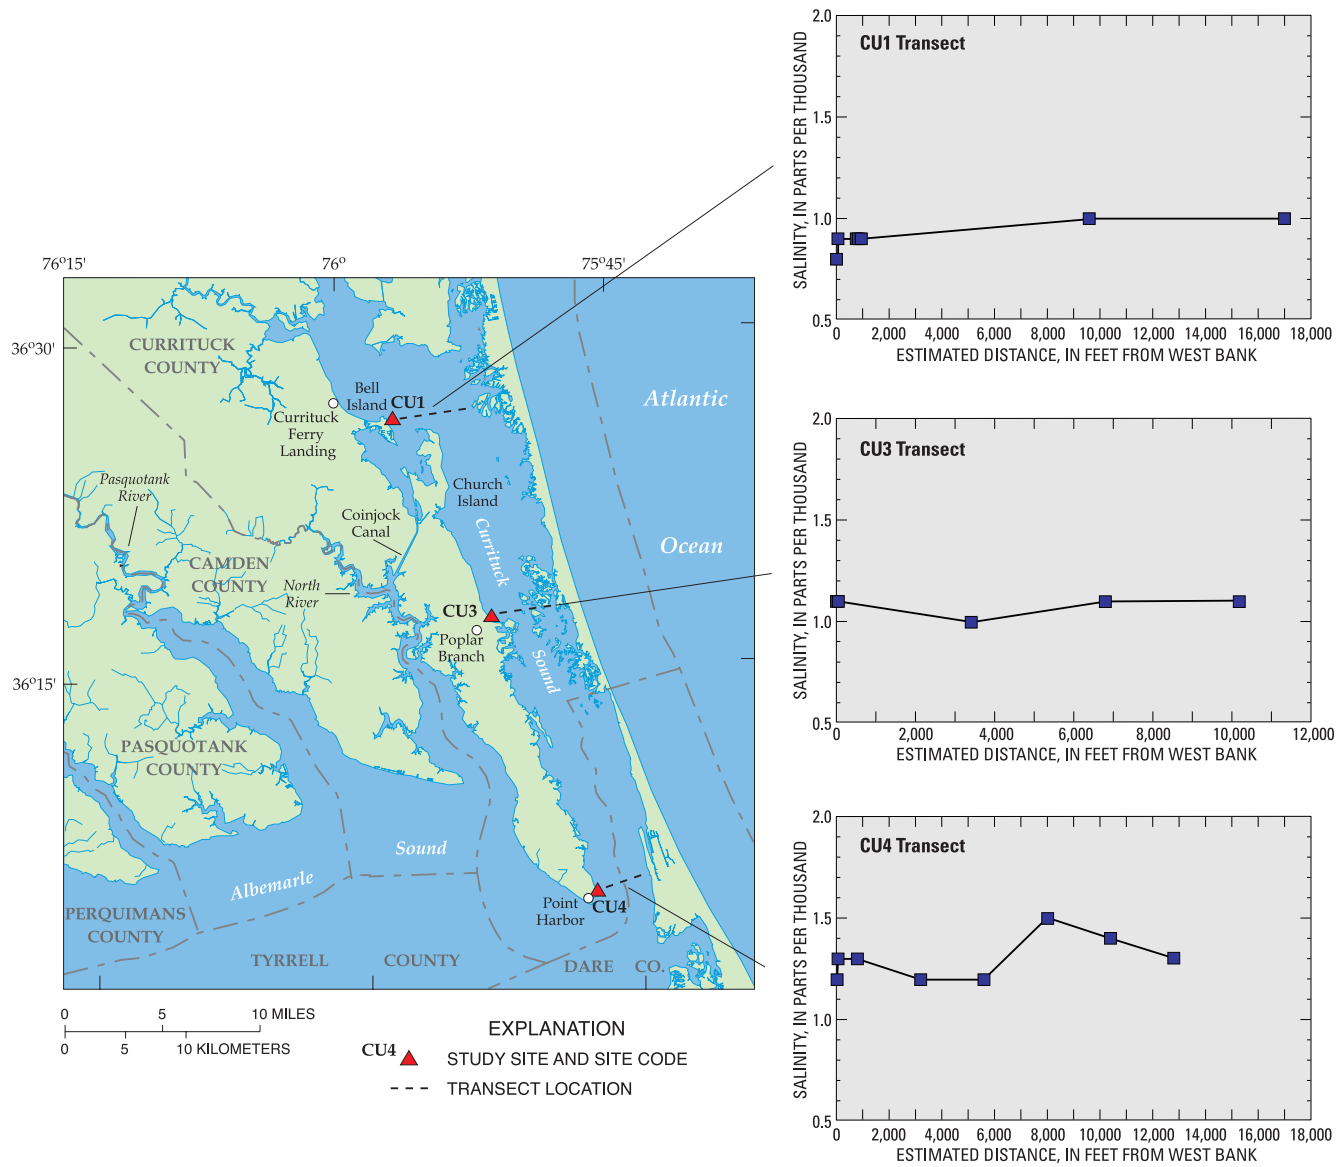 76º15'
76º
75º45'
36º30'
36º15'
CURRITUCK
COUNTY
Bell
Island
CU1
Currituck
Ferry
Landing
Atlantic
Ocean
Pasquotank
River
Church
Island
Coinjock
Canal
Currituck
Sound
CAMDEN
COUNTY
North
River
CU3
Poplar
Branch
PASQUOTANK
COUNTY
Albemarle
Sound
PERQUIMANS
COUNTY
Point
Harbor
CU4
TYRRELL COUNTY
DARE CO.
0 5 10 MILES
0 5 10 KILOMETERS
EXPLANATION
CU4 STUDY SITE AND SITE CODE
TRANSECT LOCATION
CU1 Transect
SALINITY, IN PARTS PER THOUSAND
2.0
1.5
1.0
0.5
0 2,000 4,000 6,000 8,000 10,000 12,000 14,000 16,000 18,000
ESTIMATED DISTANCE, IN FEET FROM WEST BANK
CU3 Transect
SALINITY, IN PARTS PER THOUSAND
2.0
1.5
1.0
0.5
0 2,000 4,000 6,000 8,000 10,000 12,000
ESTIMATED DISTANCE, IN FEET FROM WEST BANK
CU4 Transect
SALINITY, IN PARTS PER THOUSAND
2.0
1.5
1.0
0.5
0 2,000 4,000 6,000 8,000 10,000 12,000 14,000 16,000 18,000
ESTIMATED DISTANCE, IN FEET FROM WEST BANK